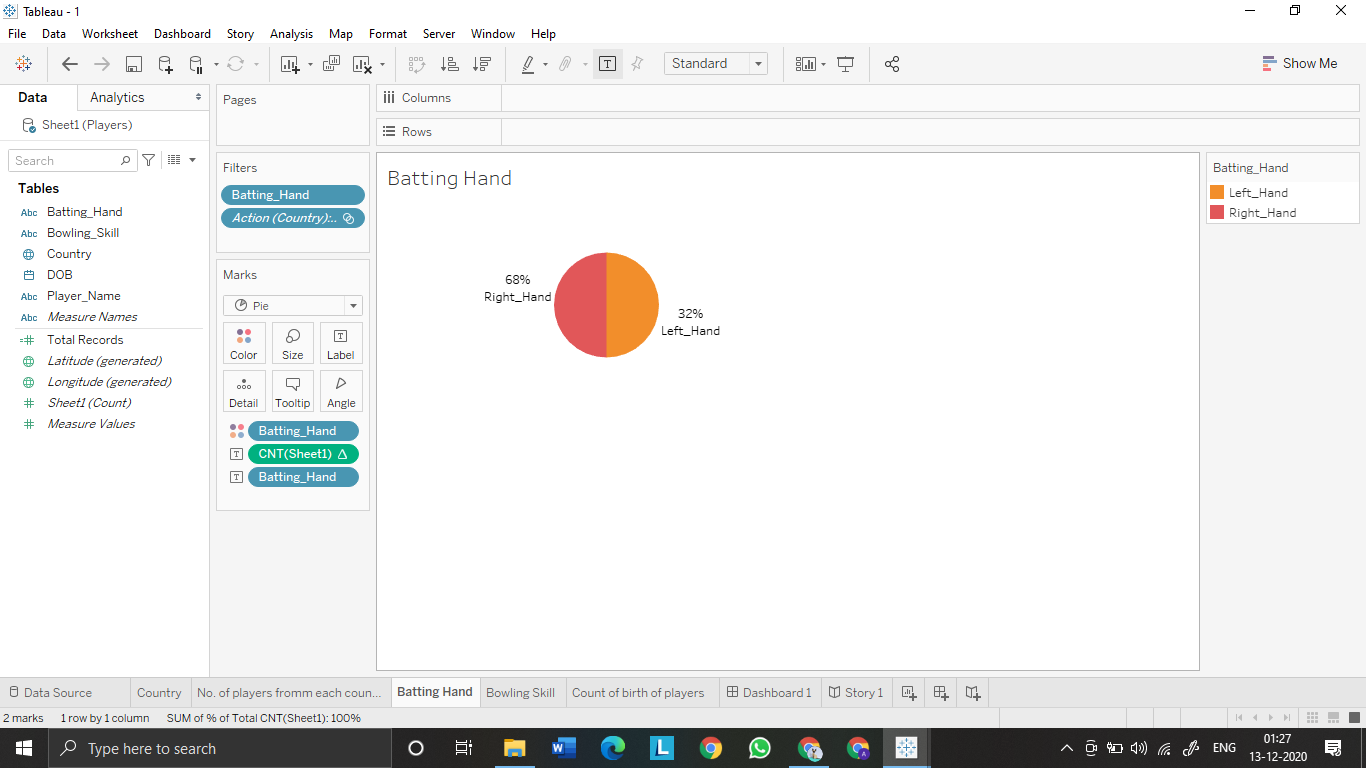 Tableau - 1
File Data Worksheet Dashboard Story Analysis Map Format Server Window Help
Standard
Show Me
Data Analytics
Sheet1 (Players)
Search
Tables
Abc Batting_Hand
Abc Bowling_Skill
Country
DOB
Abc Player_Name
Abc Measure Names
Total Records
Latitude (generated)
Longitude (generated)
Sheet1 (Count)
Measure Values
Pages
Filters
Batting_Hand
Action (Country):..
Marks
Pie
Color Size Label
Detail Tooltip Angle
Batting_Hand
CNT(Sheet1) Δ
Batting_Hand
Columns
Rows
Batting Hand
68%
Right_Hand
32%
Left_Hand
Batting_Hand
Left_Hand
Right_Hand
Data Source Country No. of players fromm each coun... Batting Hand Bowling Skill Count of birth of players Dashboard 1 Story 1
2 marks 1 row by 1 column SUM of % of Total CNT(Sheet1): 100%
Type here to search
ENG
01:27
13-12-2020